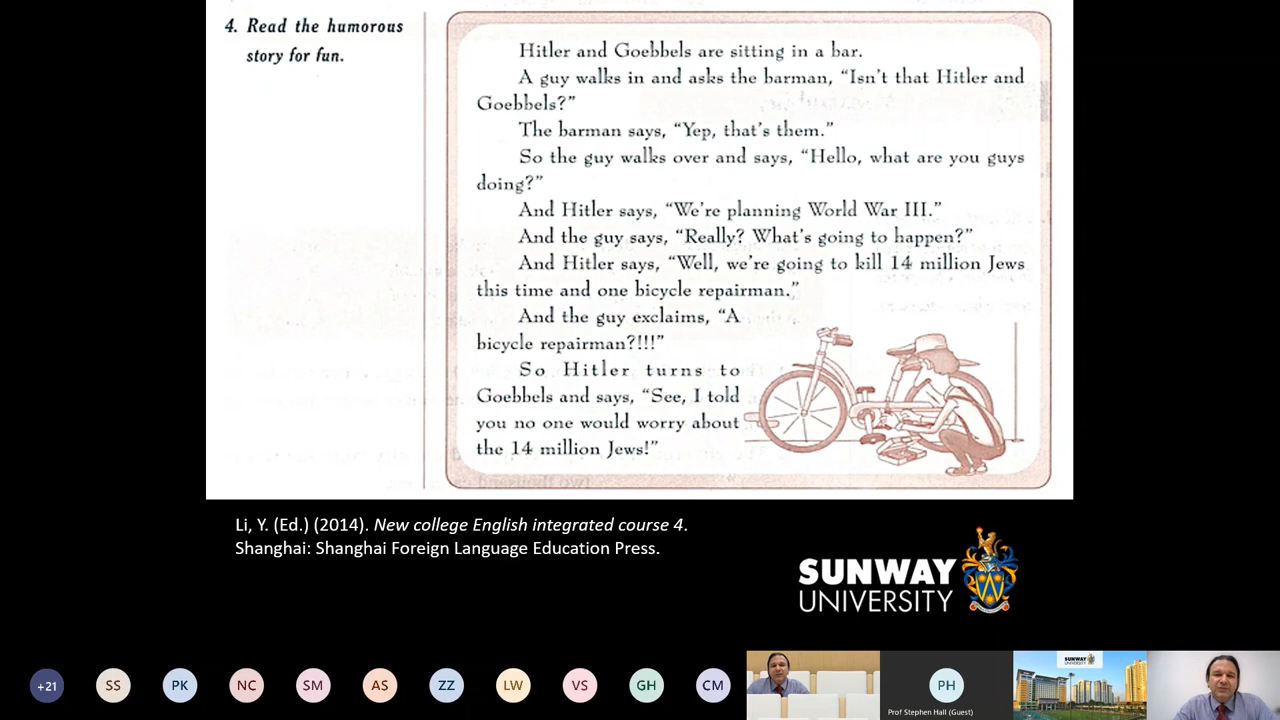 4. Read the humorous
story for fun.
Hitler and Goebbels are sitting in a bar.
A guy walks in and asks the barman, “Isn’t that Hitler and
Goebbels?”
The barman says, “Yep, that’s them.”
So the guy walks over and says, “Hello, what are you guys
doing?”
And Hitler says, “We’re planning World War III.”
And the guy says, “Really? What’s going to happen?”
And Hitler says, “Well, we’re going to kill 14 million Jews
this time and one bicycle repairman.”
And the guy exclaims, “A
bicycle repairman?!!!”
So Hitler turns to
Goebbels and says, “See, I told
you no one would worry about
the 14 million Jews!”
Li, Y. (Ed.) (2014). New college English integrated course 4.
Shanghai: Shanghai Foreign Language Education Press.
SUNWAY
UNIVERSITY
+21
SS
PK
NC
SM
AS
ZZ
LW
VS
GH
CM
PH
Prof Stephen Hall (Guest)
SUNWAY